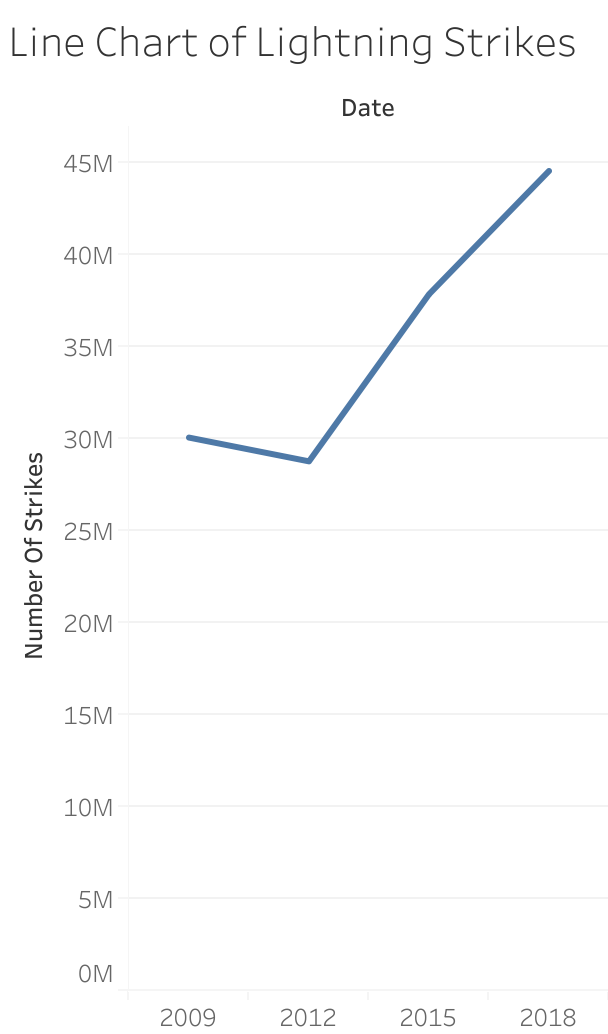 Line Chart of Lightning Strikes
Date
45M
40M
35M
30M
25M
20M
15M
10M
5M
0M
Number Of Strikes
2009 2012 2015 2018